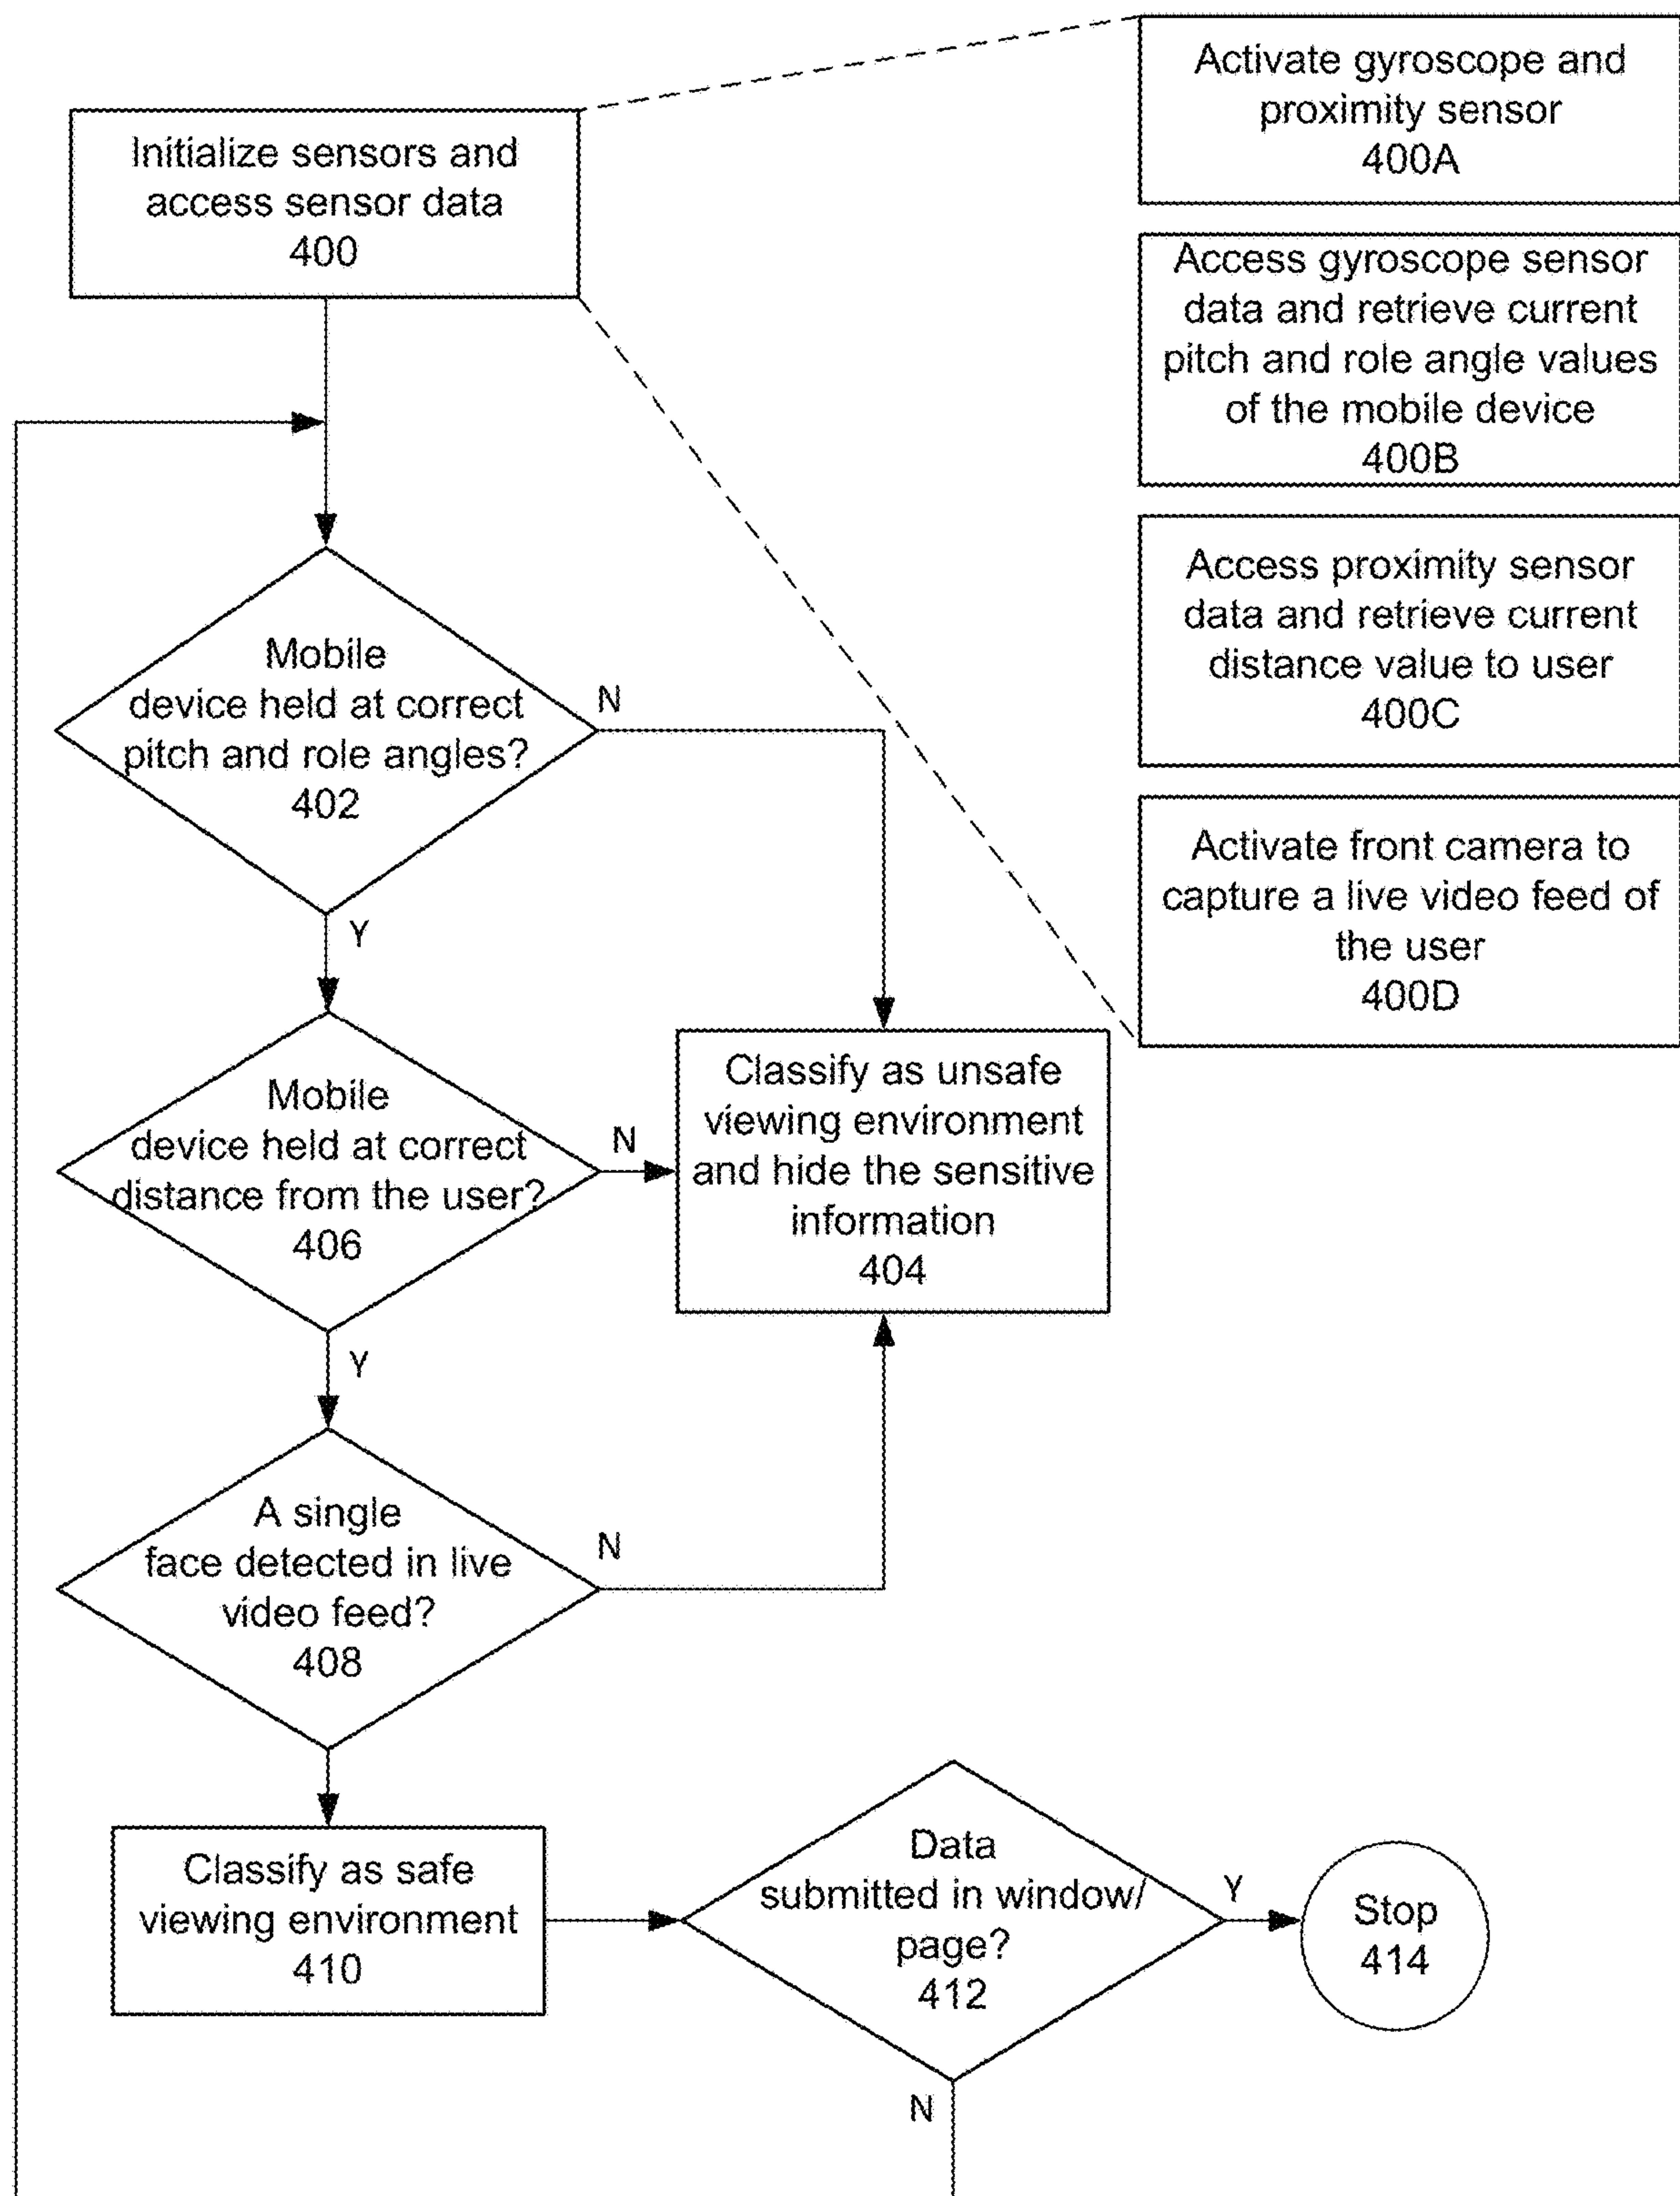 Initialize sensors and
access sensor data
400
Activate gyroscope and
proximity sensor
400A
Access gyroscope sensor
data and retrieve current
pitch and role angle values
of the mobile device
400B
Access proximity sensor
data and retrieve current
distance value to user
400C
Activate front camera to
capture a live video feed of
the user
400D
Mobile
device held at correct
pitch and role angles?
402
N
Y
Mobile
device held at correct
distance from the user?
406
N
Y
Classify as unsafe
viewing environment
and hide the sensitive
information
404
A single
face detected in live
video feed?
408
N
Classify as safe
viewing environment
410
Data
submitted in window/
page?
412
Y
N
Stop
414